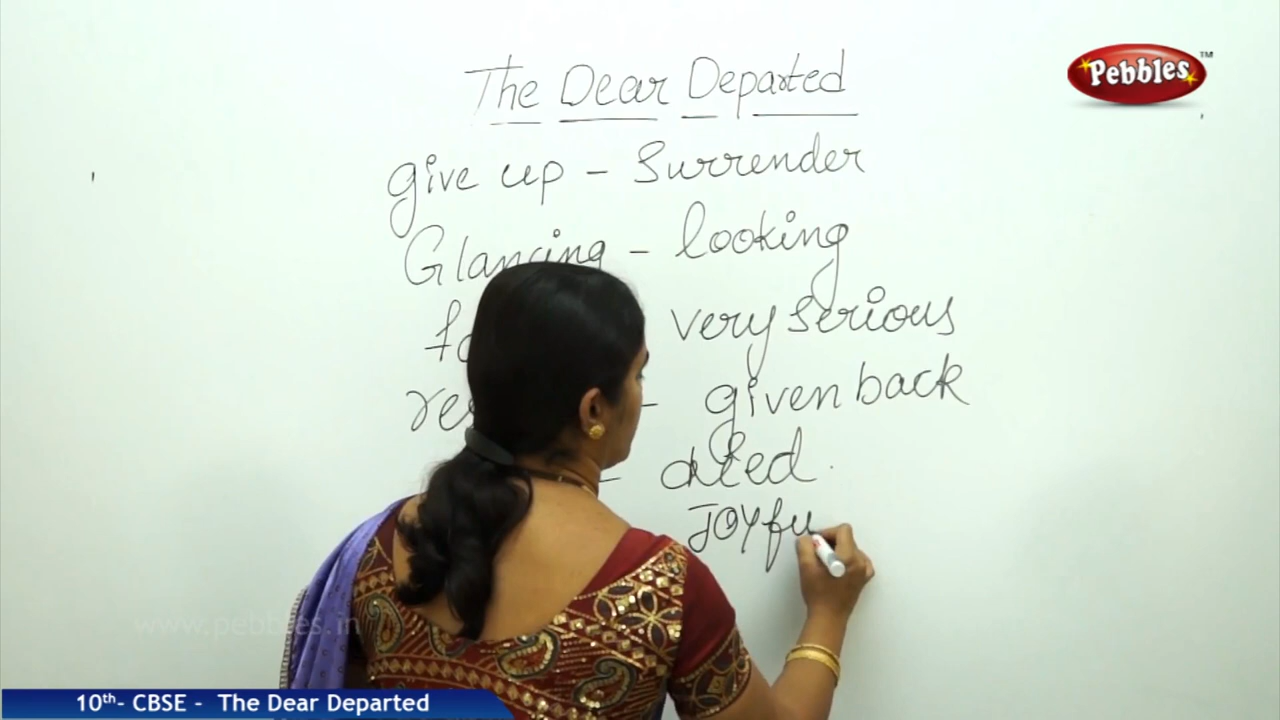 Pebbles™
The Dear Departed
give up - Surrender
Glancing - looking
very serious
- given back
- died
Joyfu
www.pebbles.in
10th- CBSE - The Dear Departed